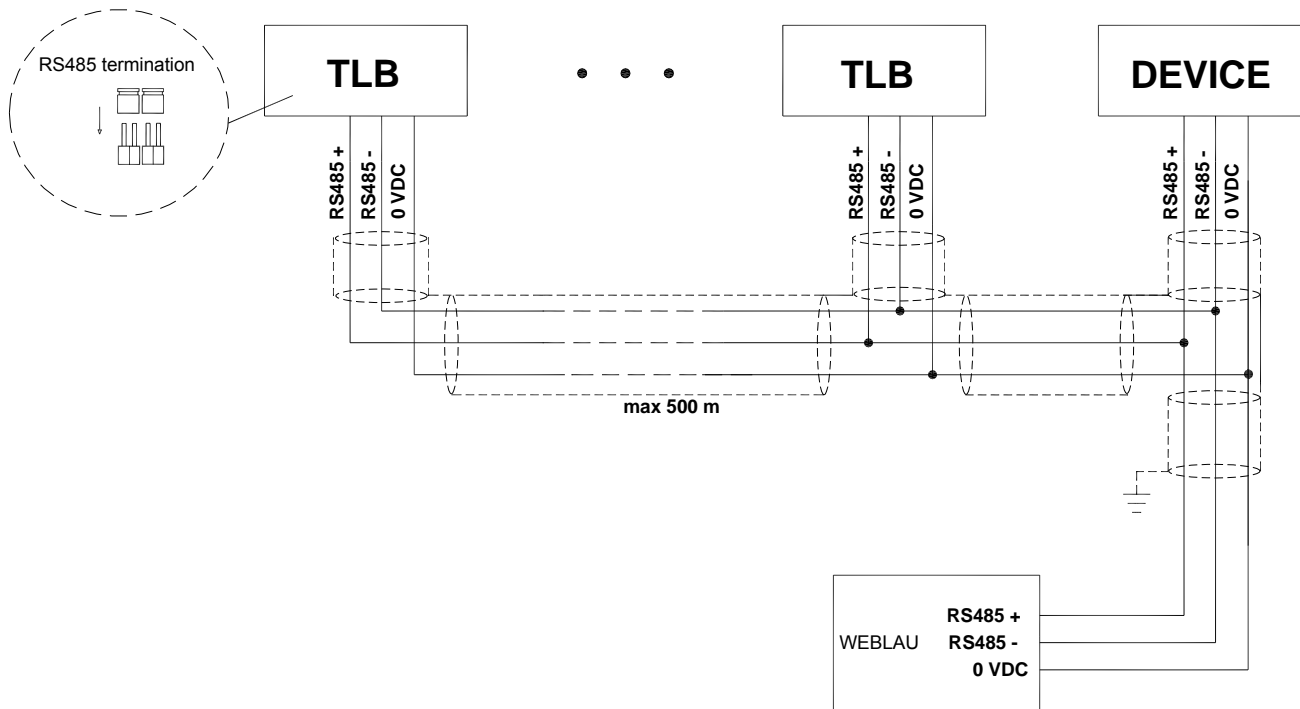 RS485 termination
TLB
TLB
DEVICE
RS485 +
RS485 -
0 VDC
RS485 +
RS485 -
0 VDC
RS485 +
RS485 -
0 VDC
max 500 m
WEBLAU
RS485 +
RS485 -
0 VDC